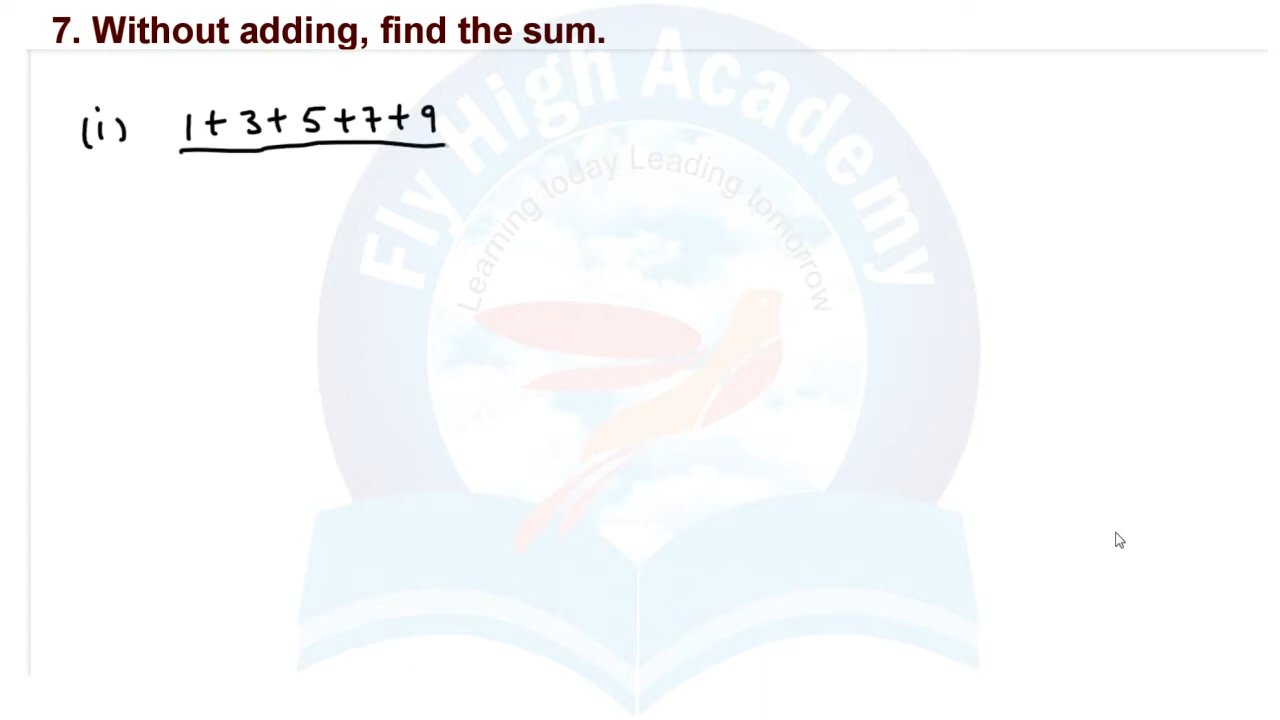 7. Without adding, find the sum.
(i) 1 + 3 + 5 + 7 + 9
Fly High Academy
Learning today Leading tomorrow